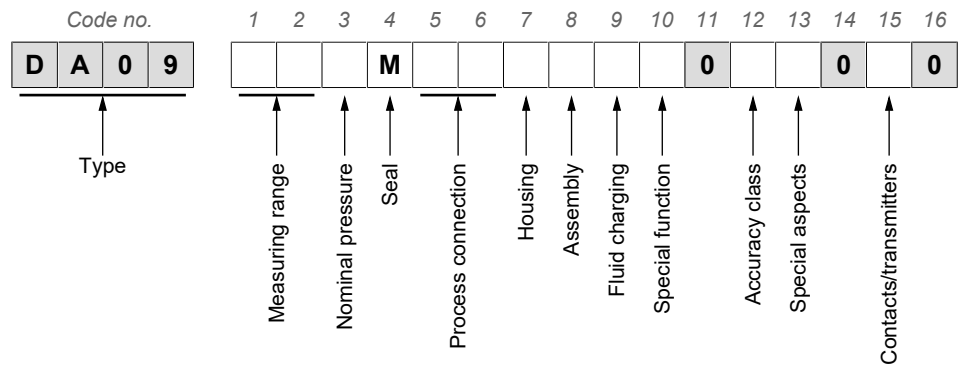 Code no. 1 2 3 4 5 6 7 8 9 10 11 12 13 14 15 16
D A 0 9 M 0 0 0
Type
Measuring range
Nominal pressure
Seal
Process connection
Housing
Assembly
Fluid charging
Special function
Accuracy class
Special aspects
Contacts/transmitters